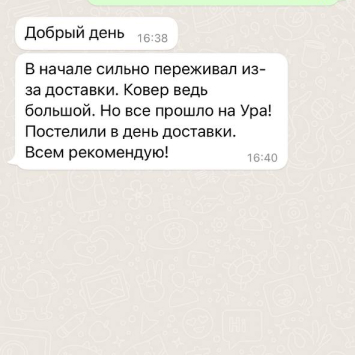 Добрый день 16:38
В начале сильно переживал из-
за доставки. Ковер ведь
большой. Но все прошло на Ура!
Постелили в день доставки.
Всем рекомендую!
16:40